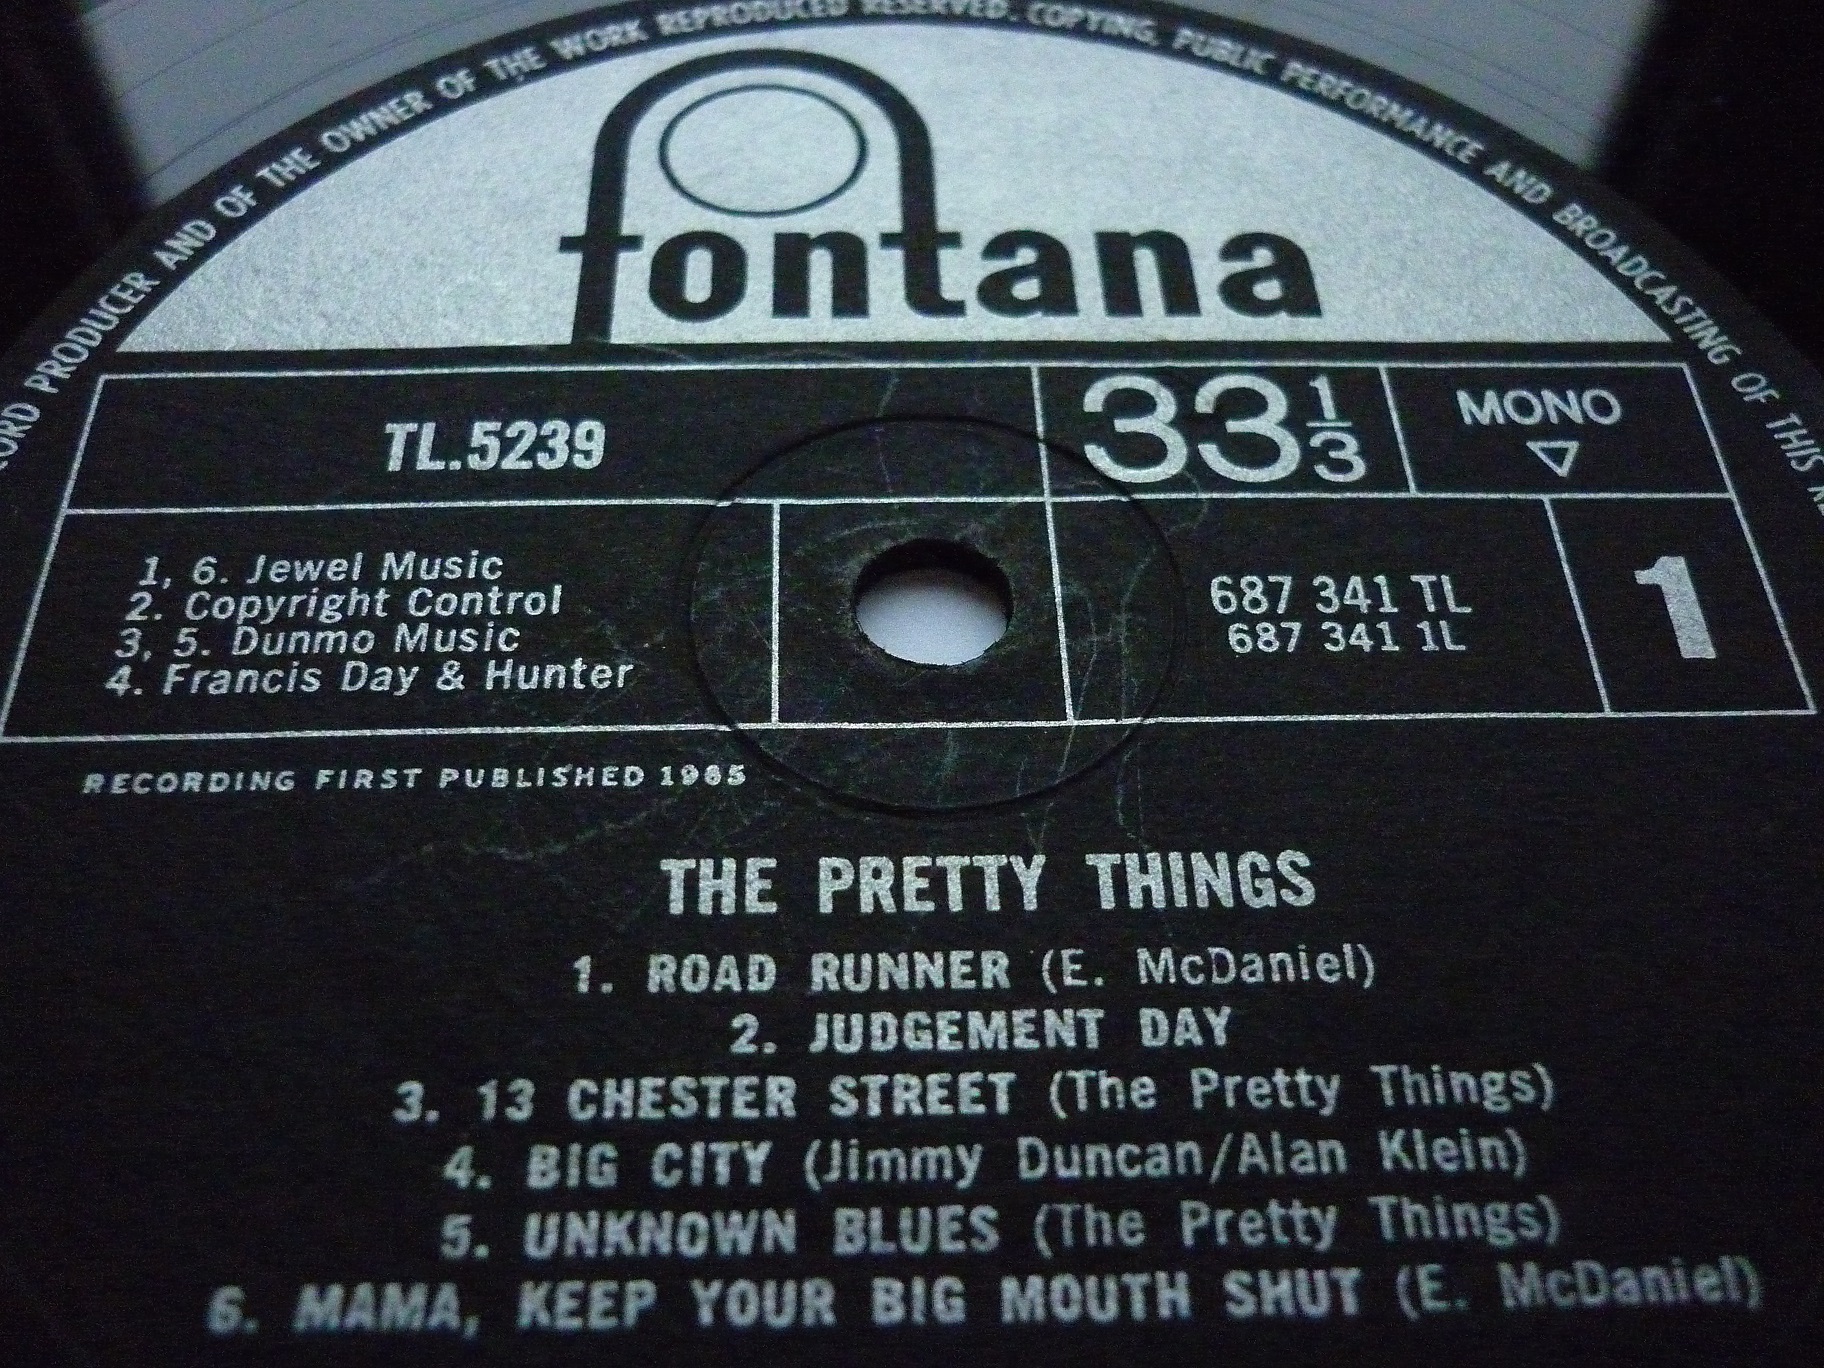 ORD PRODUCER AND OF THE OWNER OF THE WORK REPRODUCED RESERVED. COPYING, PUBLIC PERFORMANCE AND BROADCASTING OF THIS
fontana
TL.5239
33 1/3
MONO
1, 6. Jewel Music
2. Copyright Control
3, 5. Dunmo Music
4. Francis Day & Hunter
687 341 TL
687 341 1L
1
RECORDING FIRST PUBLISHED 1965
THE PRETTY THINGS
1. ROAD RUNNER (E. McDaniel)
2. JUDGEMENT DAY
3. 13 CHESTER STREET (The Pretty Things)
4. BIG CITY (Jimmy Duncan/Alan Klein)
5. UNKNOWN BLUES (The Pretty Things)
6. MAMA, KEEP YOUR BIG MOUTH SHUT (E. McDaniel)